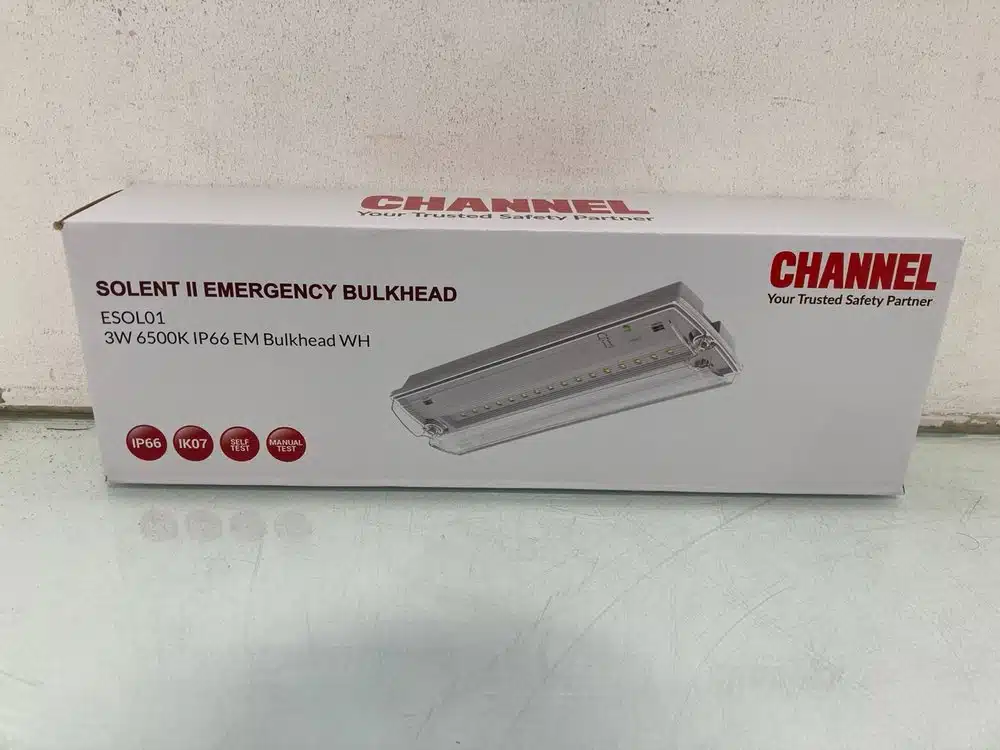 CHANNEL
Your Trusted Safety Partner
CHANNEL
Your Trusted Safety Partner
SOLENT II EMERGENCY BULKHEAD
ESOL01
3W 6500K IP66 EM Bulkhead WH
IP66
IK07
SELF
TEST
MANUAL
TEST